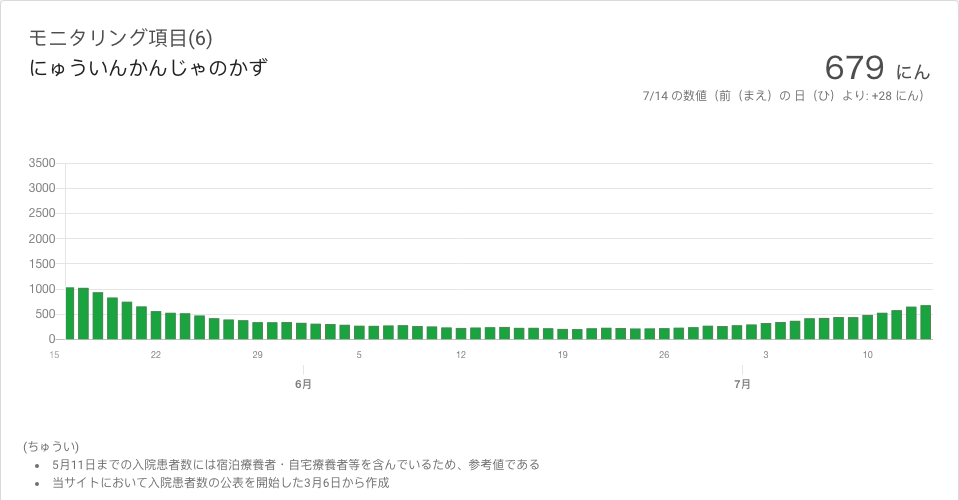 モニタリング項目(6)
にゅういんかんじゃのかず
679 にん
7/14 の数値（前（まえ）の 日（ひ）より: +28 にん）
3500
3000
2500
2000
1500
1000
500
0
15 22 29 5 12 19 26 3 10
6月 7月
(ちゅうい)
• 5月11日までの入院患者数には宿泊療養者・自宅療養者等を含んでいるため、参考値である
• 当サイトにおいて入院患者数の公表を開始した3月6日から作成